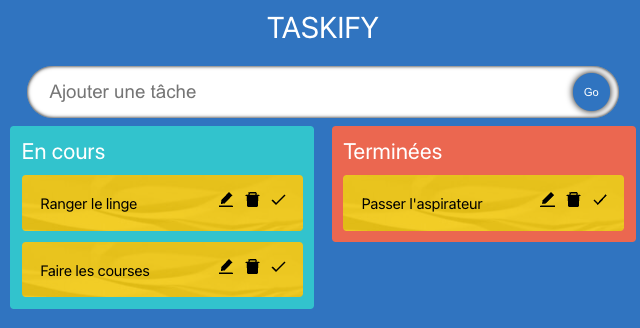 TASKIFY
Ajouter une tâche
Go
En cours
Ranger le linge
Faire les courses
Terminées
Passer l'aspirateur